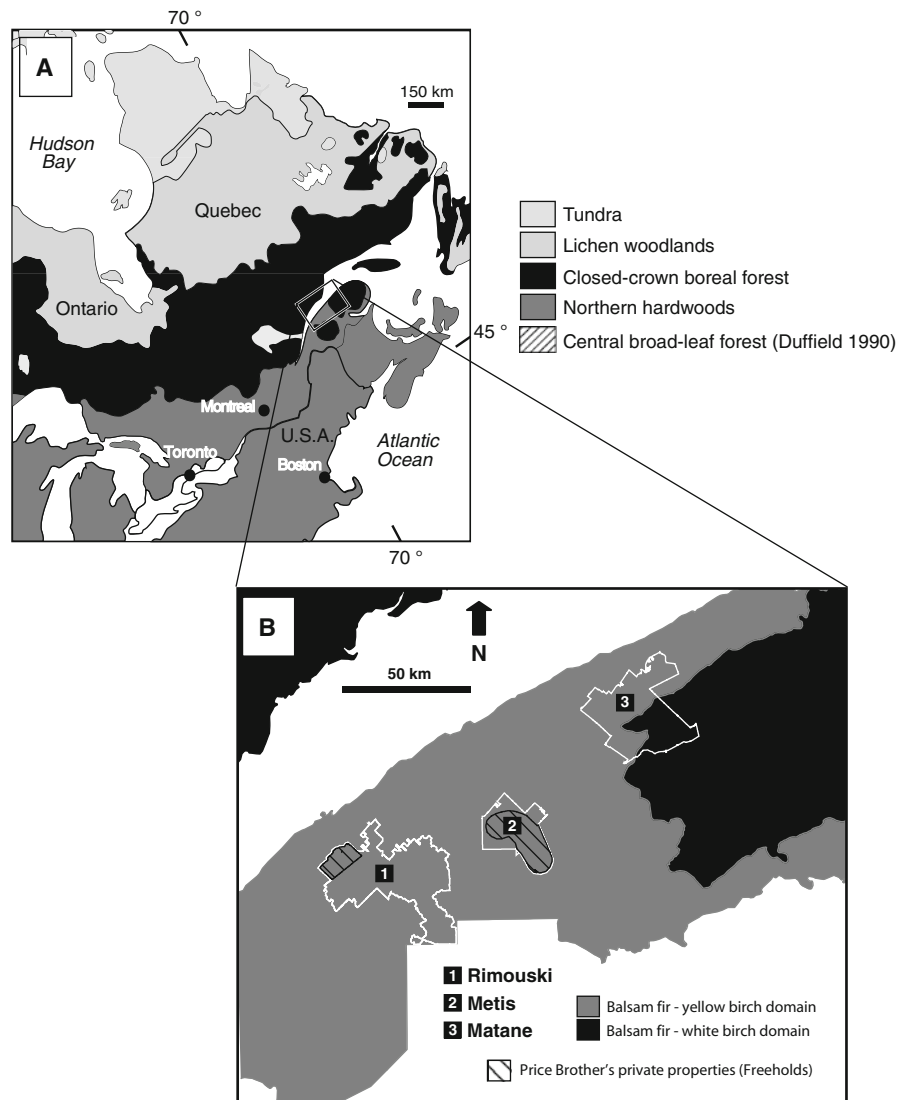 70 °
A
150 km
Hudson
Bay
Quebec
Ontario
Tundra
Lichen woodlands
Closed-crown boreal forest
Northern hardwoods
Central broad-leaf forest (Duffield 1990)
45 °
Montreal
U.S.A.
Toronto
Boston
Atlantic
Ocean
70 °
B
N
50 km
3
2
1
1 Rimouski
2 Metis
3 Matane
Balsam fir - yellow birch domain
Balsam fir - white birch domain
Price Brother's private properties (Freeholds)